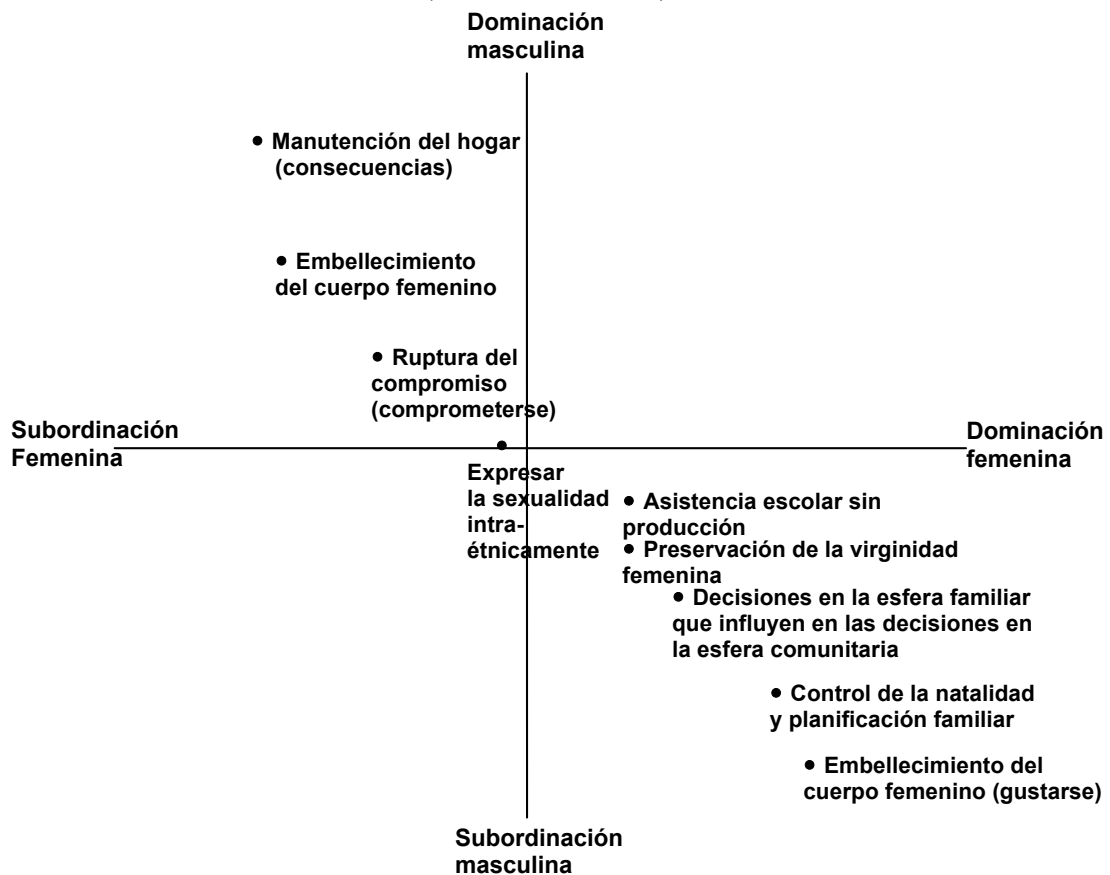 Dominación
masculina
• Manutención del hogar
(consecuencias)
• Embellecimiento
del cuerpo femenino
• Ruptura del
compromiso
(comprometerse)
Subordinación
Femenina
Dominación
femenina
Expresar
la sexualidad
intra-
étnicamente
• Asistencia escolar sin
producción
• Preservación de la virginidad
femenina
• Decisiones en la esfera familiar
que influyen en las decisiones en
la esfera comunitaria
• Control de la natalidad
y planificación familiar
• Embellecimiento del
cuerpo femenino (gustarse)
Subordinación
masculina